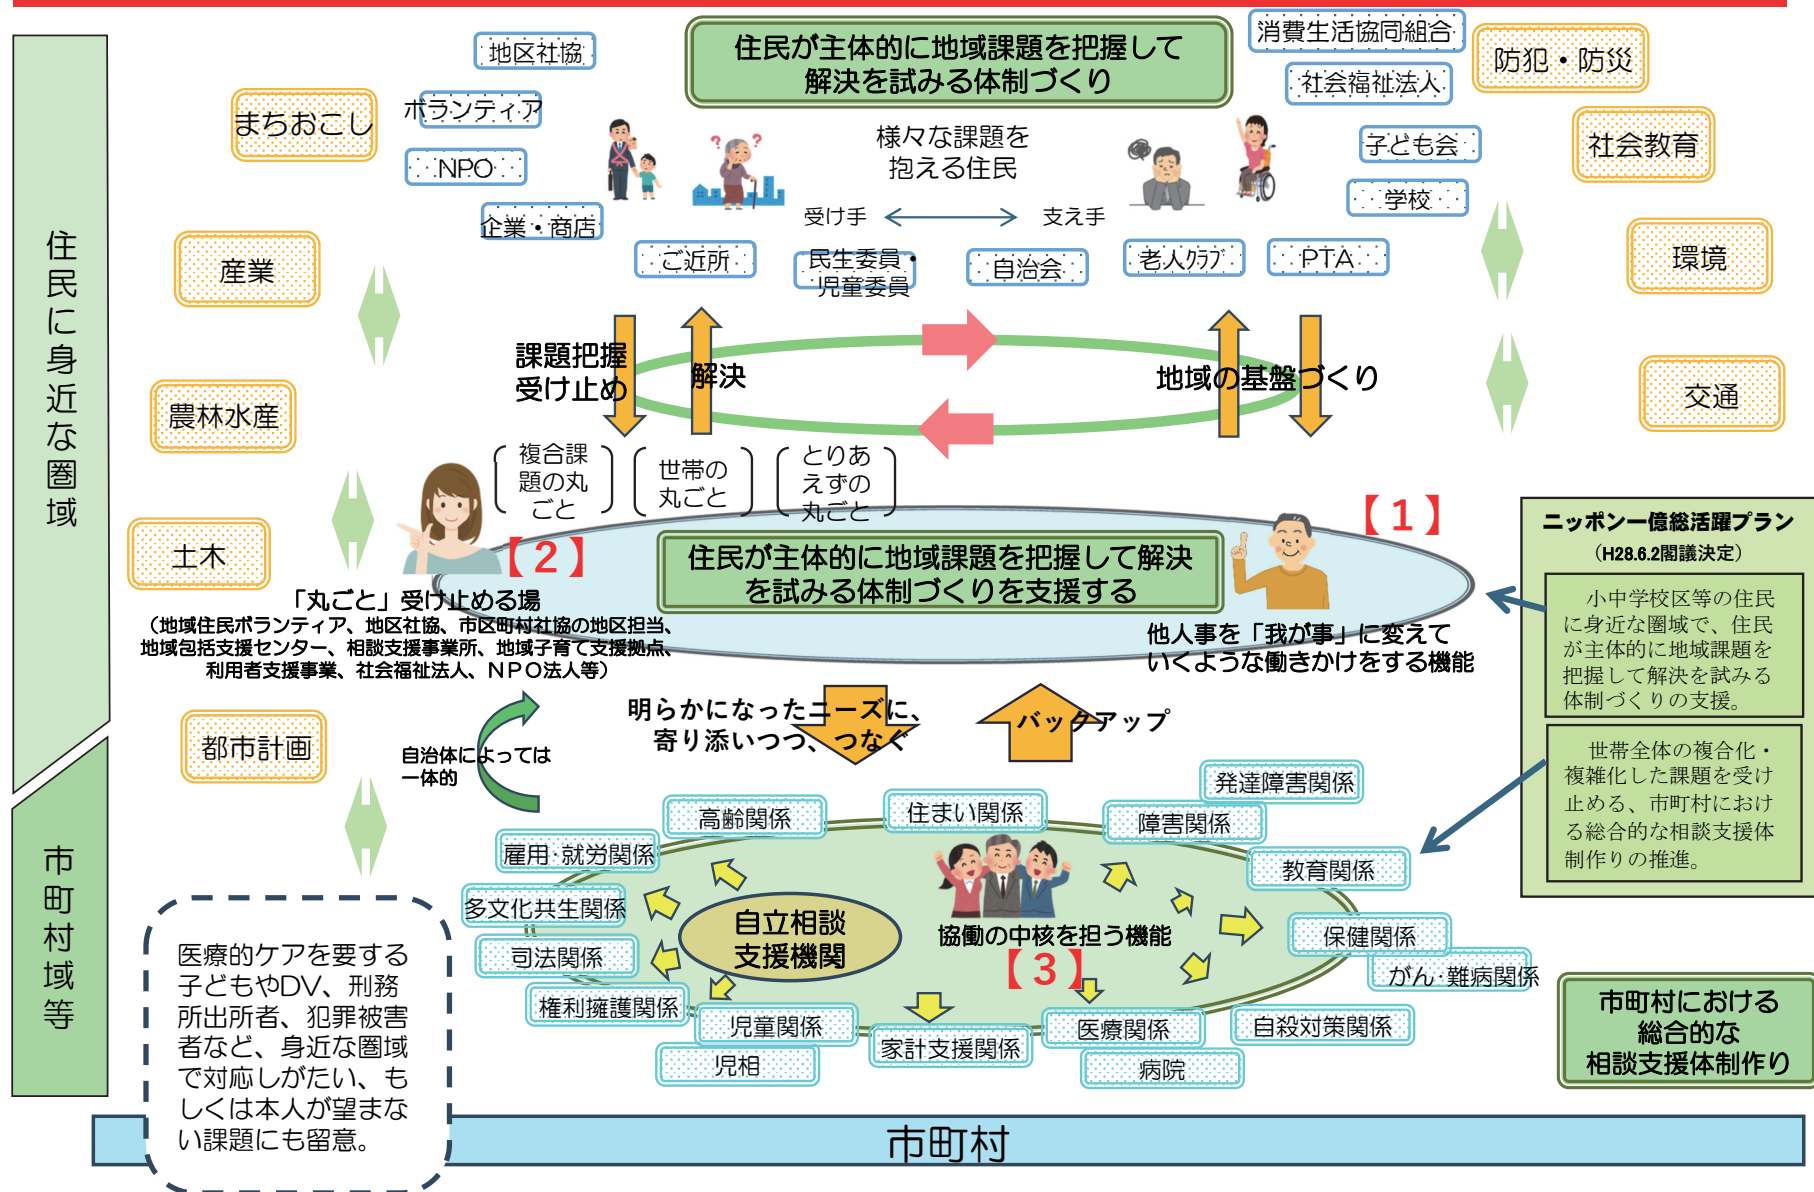 住民が主体的に地域課題を把握して
解決を試みる体制づくり
消費生活協同組合
社会福祉法人
防犯・防災
地区社協
ボランティア
まちおこし
NPO
企業・商店
様々な課題を
抱える住民
子ども会
学校
社会教育
受け手
支え手
ご近所
民生委員・
児童委員
自治会
老人ｸﾗﾌﾞ
PTA
産業
環境
住民に身近な圏域
課題把握
受け止め
解決
地域の基盤づくり
農林水産
交通
複合課
題の丸
ごと
世帯の
丸ごと
とりあ
えずの
丸ごと
【1】
【2】
住民が主体的に地域課題を把握して解決
を試みる体制づくりを支援する
土木
「丸ごと」受け止める場
（地域住民ボランティア、地区社協、市区町村社協の地区担当、
地域包括支援センター、相談支援事業所、地域子育て支援拠点、
利用者支援事業、社会福祉法人、ＮＰＯ法人等）
他人事を「我が事」に変えて
いくような働きかけをする機能
ニッポン一億総活躍プラン
（H28.6.2閣議決定）
小中学校区等の住民
に身近な圏域で、住民
が主体的に地域課題を
把握して解決を試みる
体制づくりの支援。
世帯全体の複合化・
複雑化した課題を受け
止める、市町村におけ
る総合的な相談支援体
制作りの推進。
都市計画
自治体によっては
一体的
明らかになったニーズに、
寄り添いつつ、つなぐ
バックアップ
市町村域等
高齢関係
住まい関係
発達障害関係
障害関係
雇用・就労関係
教育関係
多文化共生関係
自立相談
支援機関
協働の中核を担う機能
【3】
保健関係
がん・難病関係
司法関係
権利擁護関係
児童関係
児相
家計支援関係
医療関係
病院
自殺対策関係
市町村における
総合的な
相談支援体制作り
医療的ケアを要する
子どもやDV、刑務
所出所者、犯罪被害
者など、身近な圏域
で対応しがたい、も
しくは本人が望まな
い課題にも留意。
市町村